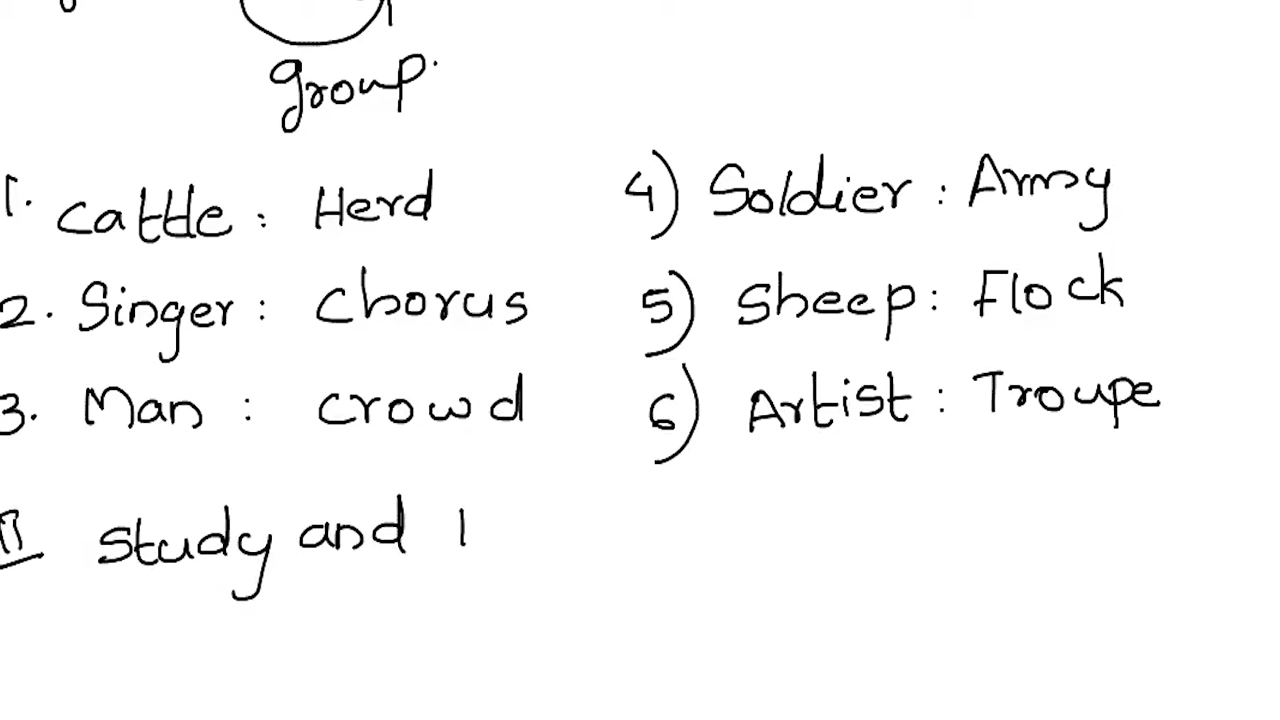 group.
1. Cattle : Herd
2. Singer : Chorus
3. Man : crowd
4) Soldier : Army
5) Sheep : Flock
6) Artist : Troupe
II study and